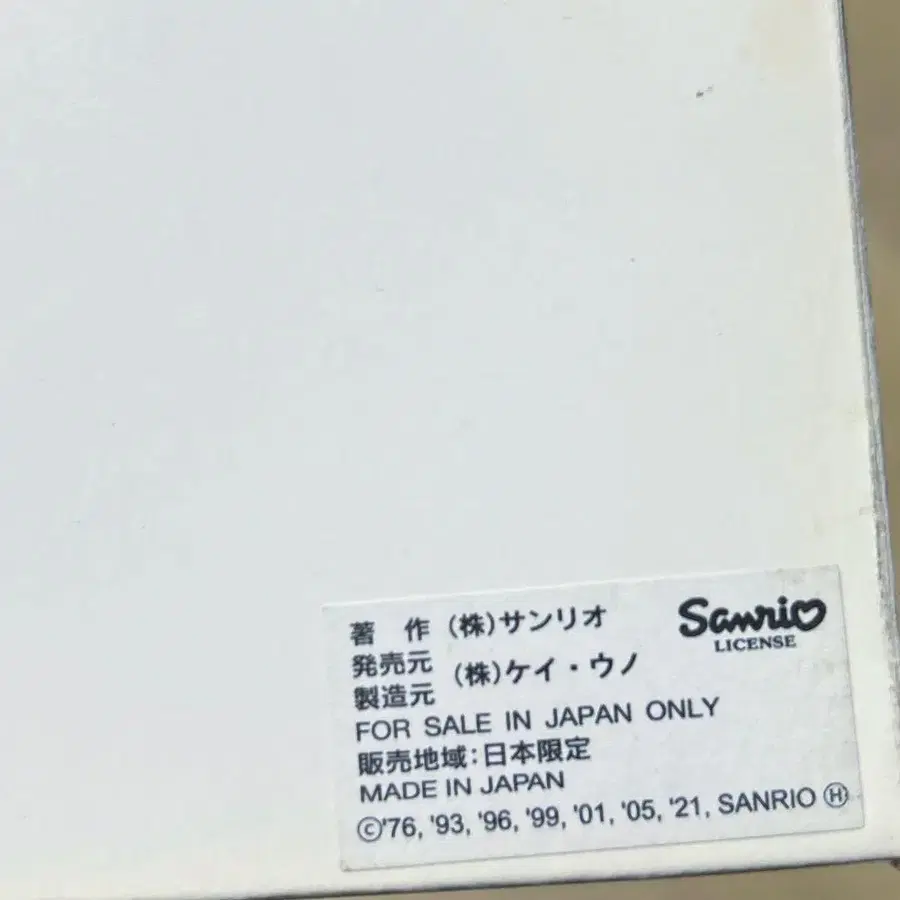 著 作 (株)サンリオ
Sanrio
LICENSE
発売元
製造元 (株)ケイ・ウノ
FOR SALE IN JAPAN ONLY
販売地域:日本限定
MADE IN JAPAN
©'76, '93, '96, '99, '01, '05, '21, SANRIO Ⓗ